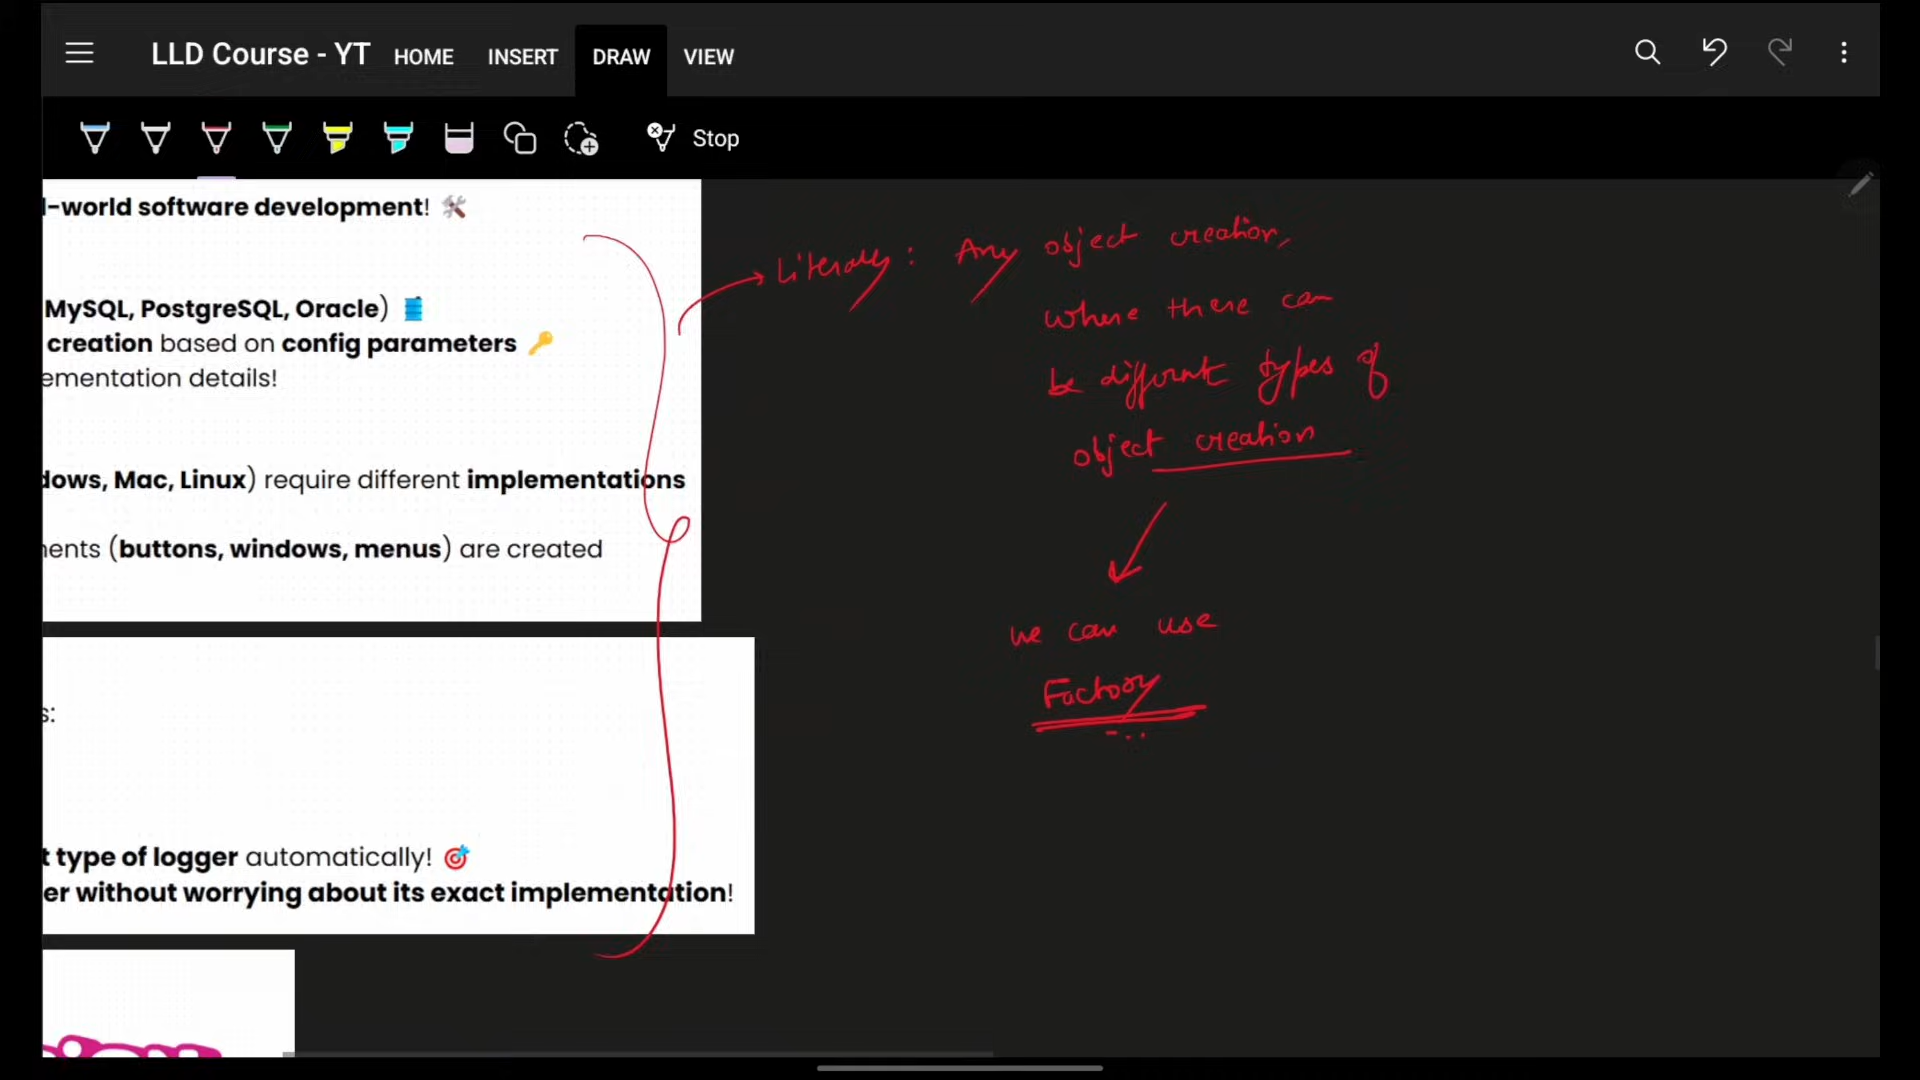 LLD Course - YT HOME INSERT DRAW VIEW
Stop
l-world software development! 🛠️
MySQL, PostgreSQL, Oracle) 🛢️
creation based on config parameters 🔑
ementation details!
dows, Mac, Linux) require different implementations
nents (buttons, windows, menus) are created
s:
t type of logger automatically! 🎯
er without worrying about its exact implementation!
Literally: Any object creation,
where there can
be different types of
object creation
we can use
Factory